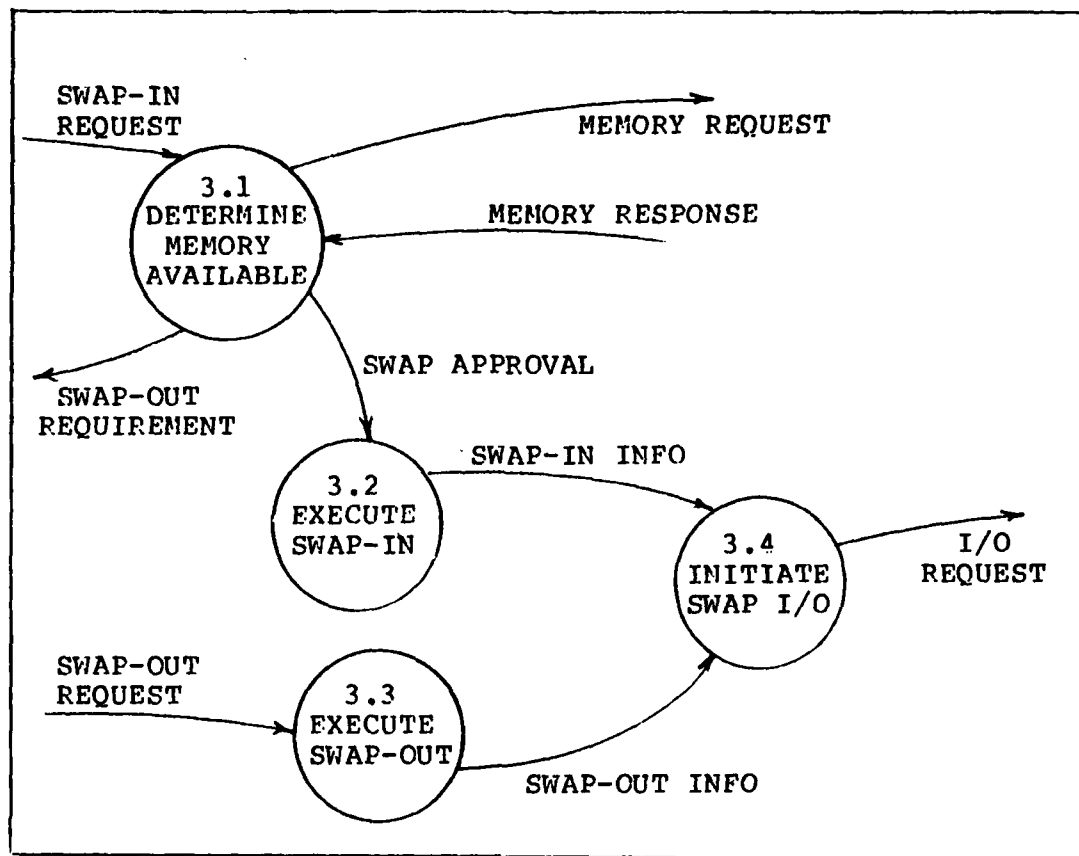 SWAP-IN
REQUEST
MEMORY REQUEST
3.1
DETERMINE
MEMORY
AVAILABLE
MEMORY RESPONSE
SWAP-OUT
REQUIREMENT
SWAP APPROVAL
3.2
EXECUTE
SWAP-IN
SWAP-IN INFO
3.4
INITIATE
SWAP I/O
I/O
REQUEST
SWAP-OUT
REQUEST
3.3
EXECUTE
SWAP-OUT
SWAP-OUT INFO